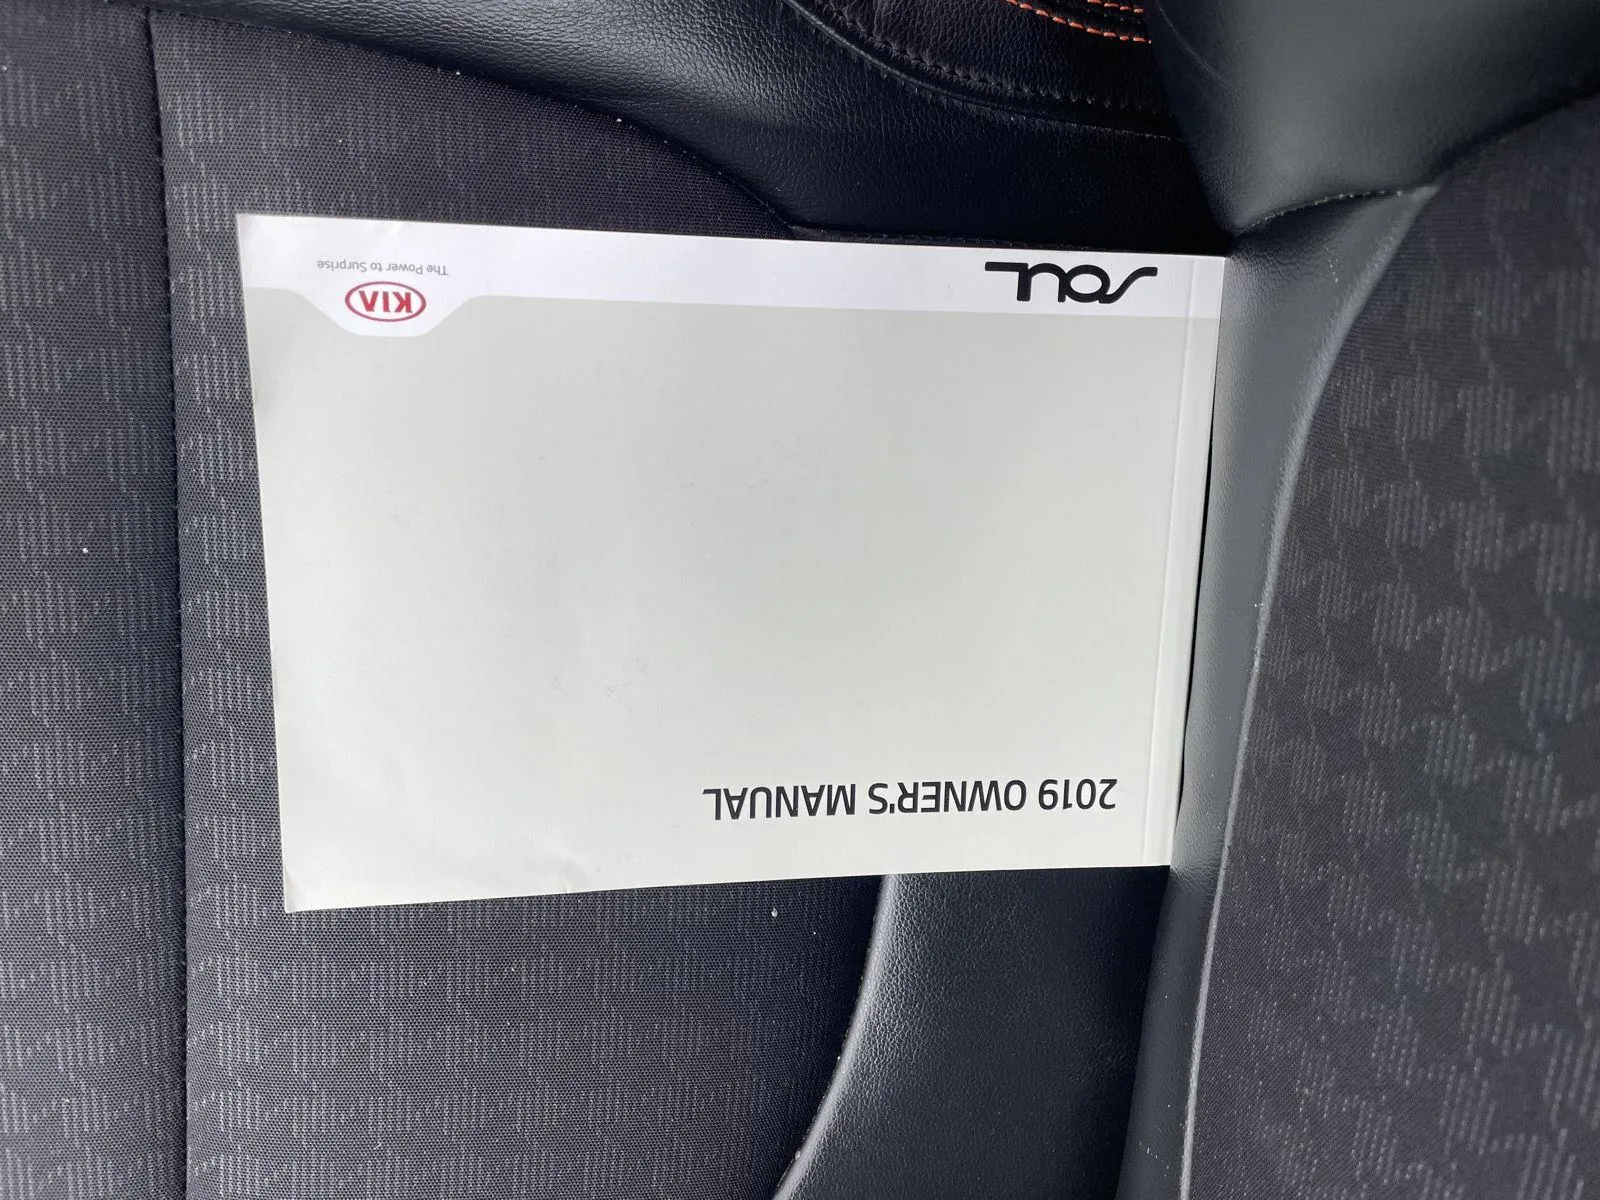 2019 OWNER'S MANUAL
SOUL
KIA
The Power to Surprise